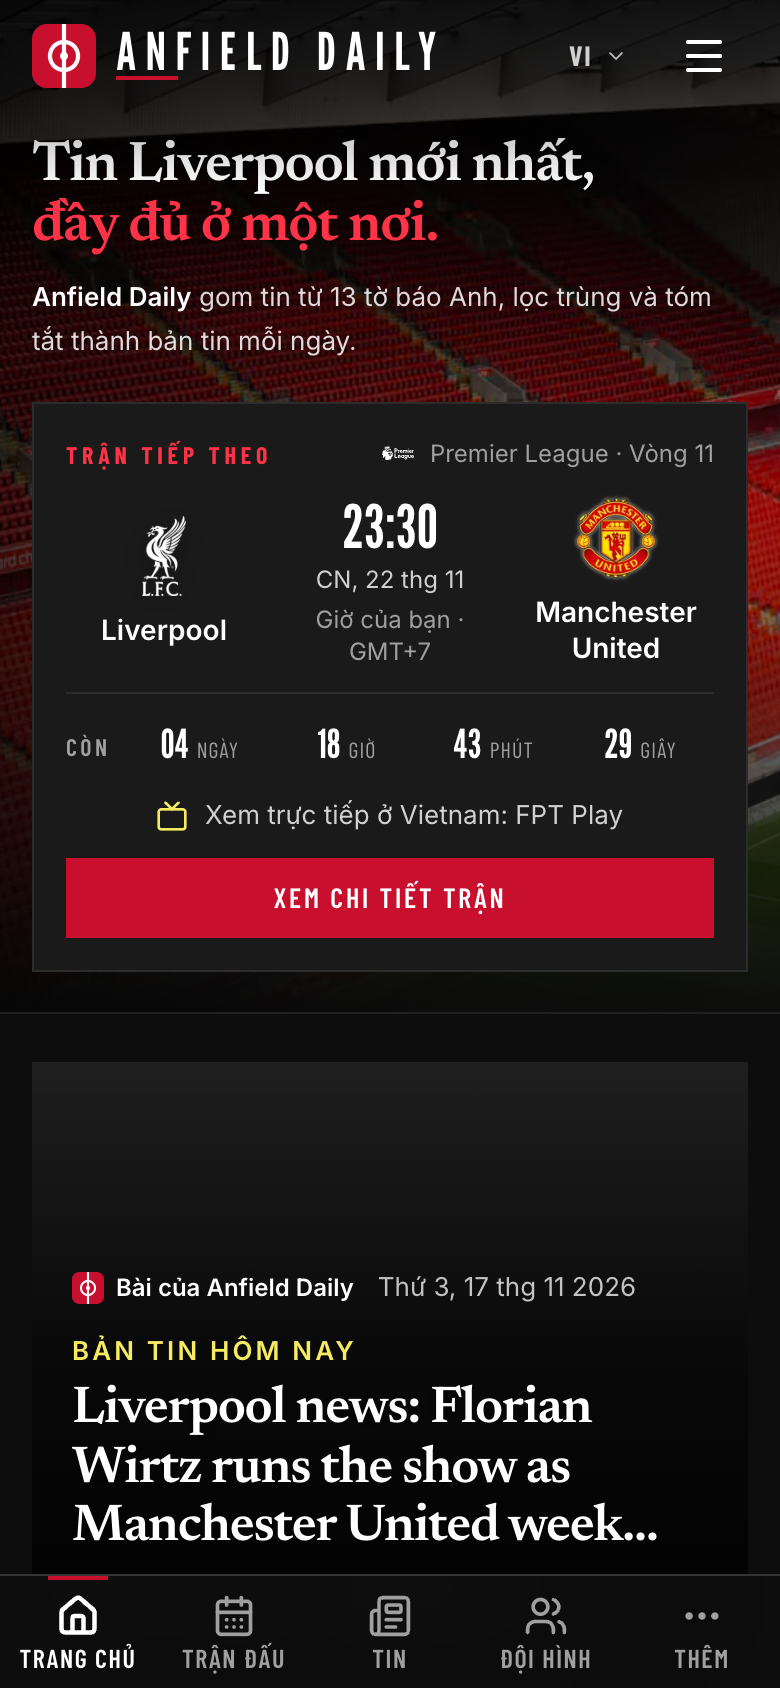 ANFIELD DAILY
VI
Tin Liverpool mới nhất,
đầy đủ ở một nơi.
Anfield Daily gom tin từ 13 tờ báo Anh, lọc trùng và tóm
tắt thành bản tin mỗi ngày.
TRẬN TIẾP THEO
Premier League
Premier League · Vòng 11
23:30
CN, 22 thg 11
Giờ của bạn ·
GMT+7
L.F.C.
Liverpool
MANCHESTER
UNITED
Manchester
United
CÒN
04 NGÀY
18 GIỜ
43 PHÚT
29 GIÂY
Xem trực tiếp ở Vietnam: FPT Play
XEM CHI TIẾT TRẬN
Bài của Anfield Daily
Thứ 3, 17 thg 11 2026
BẢN TIN HÔM NAY
Liverpool news: Florian
Wirtz runs the show as
Manchester United week...
TRANG CHỦ
TRẬN ĐẤU
TIN
ĐỘI HÌNH
THÊM